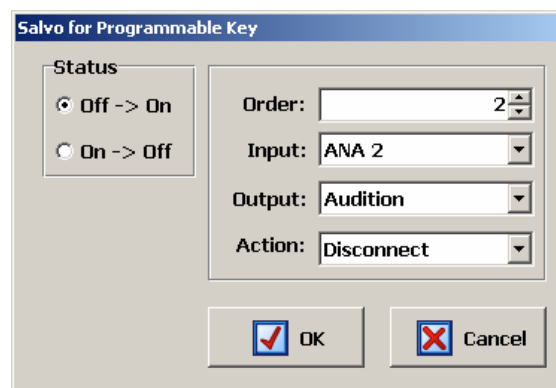 Salvo for Programmable Key
Status
Off -> On
On -> Off
Order: 2
Input: ANA 2
Output: Audition
Action: Disconnect
OK
Cancel